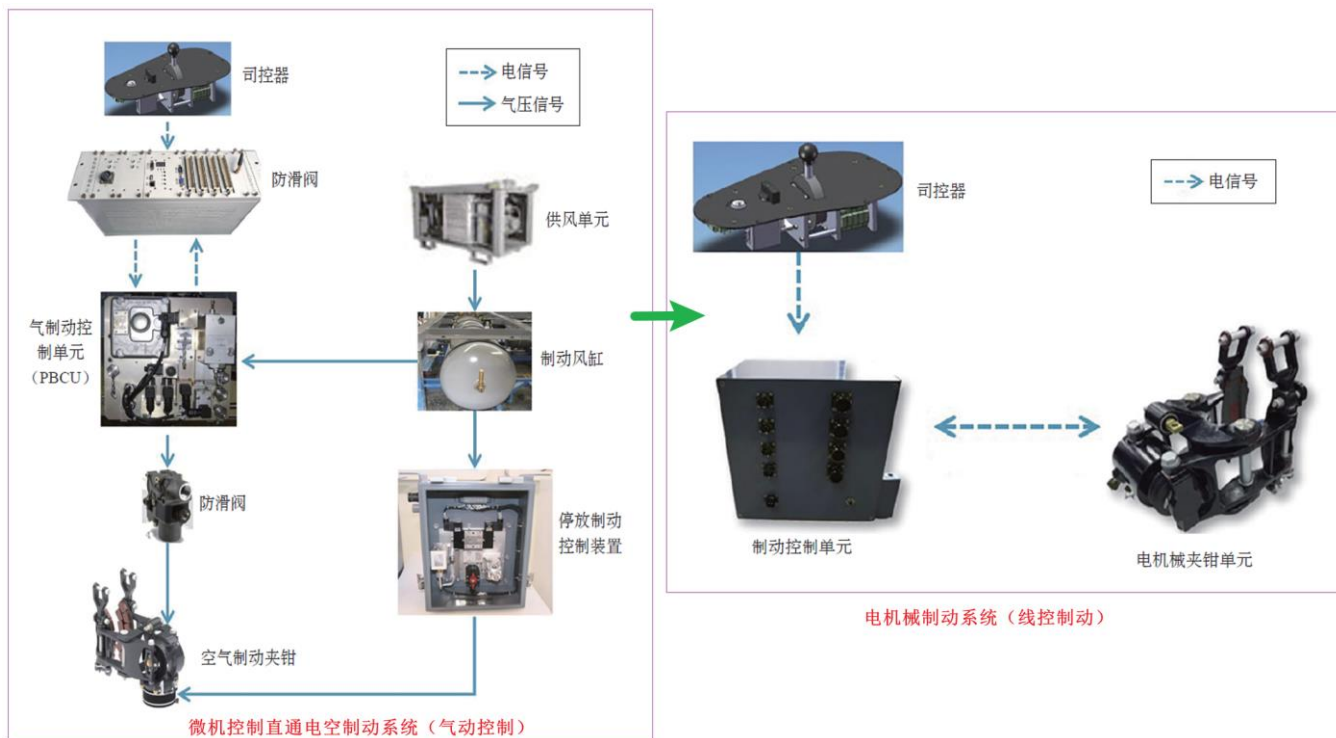 司控器
电信号
气压信号
防滑阀
供风单元
气制动控
制单元
（PBCU）
制动风缸
防滑阀
停放制动
控制装置
空气制动夹钳
微机控制直通电空制动系统（气动控制）
司控器
电信号
制动控制单元
电机械夹钳单元
电机械制动系统（线控制动）